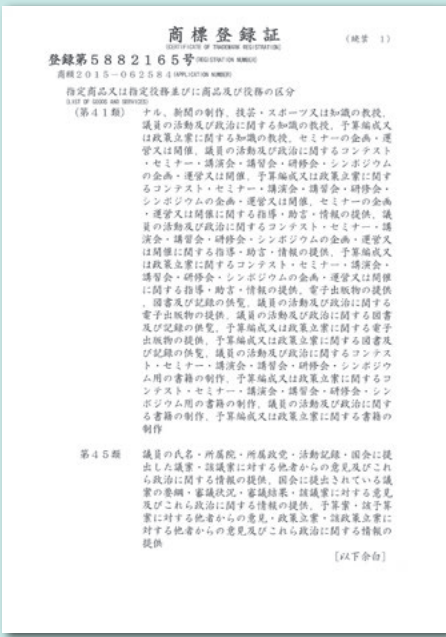 商標登録証
(CERTIFICATE OF TRADEMARK REGISTRATION)
(続葉 1)
登録第5882165号(REGISTRATION NUMBER)
商願2015-062584(APPLICATION NUMBER)
指定商品又は指定役務並びに商品及び役務の区分
(LIST OF GOODS AND SERVICES)
(第41類) ナル、新聞の制作、技芸・スポーツ又は知識の教授、
議員の活動及び政治に関する知識の教授、予算編成又
は政策立案に関する知識の教授、セミナーの企画・運
営又は開催、議員の活動及び政治に関するコンテスト
・セミナー・講演会・講習会・研修会・シンポジウム
の企画・運営又は開催、予算編成又は政策立案に関す
るコンテスト・セミナー・講演会・講習会・研修会・
シンポジウムの企画・運営又は開催、セミナーの企画
・運営又は開催に関する指導・助言・情報の提供、議
員の活動及び政治に関するコンテスト・セミナー・講
演会・講習会・研修会・シンポジウムの企画・運営又
は開催に関する指導・助言・情報の提供、予算編成又
は政策立案に関するコンテスト・セミナー・講演会・
講習会・研修会・シンポジウムの企画・運営又は開催
に関する指導・助言・情報の提供、電子出版物の提供
、図書及び記録の供覧、議員の活動及び政治に関する
電子出版物の提供、議員の活動及び政治に関する図書
及び記録の供覧、予算編成又は政策立案に関する電子
出版物の提供、予算編成又は政策立案に関する図書及
び記録の供覧、議員の活動及び政治に関するコンテス
ト・セミナー・講演会・講習会・研修会・シンポジウ
ム用の書籍の制作、予算編成又は政策立案に関するコ
ンテスト・セミナー・講演会・講習会・研修会・シン
ポジウム用の書籍の制作、議員の活動及び政治に関す
る書籍の制作、予算編成又は政策立案に関する書籍の
制作
第45類 議員の氏名・所属院・所属政党・活動記録・国会に提
出した議案・該議案に対する他者からの意見及びこれ
ら政治に関する情報の提供、国会に提出されている議
案の要綱・審議状況・審議結果・該議案に対する意見
及びこれら政治に関する情報の提供、予算案・該予算
案に対する他からの意見・政策立案・該政策立案に
対する他からの意見及びこれら政治に関する情報の
提供
[以下余白]